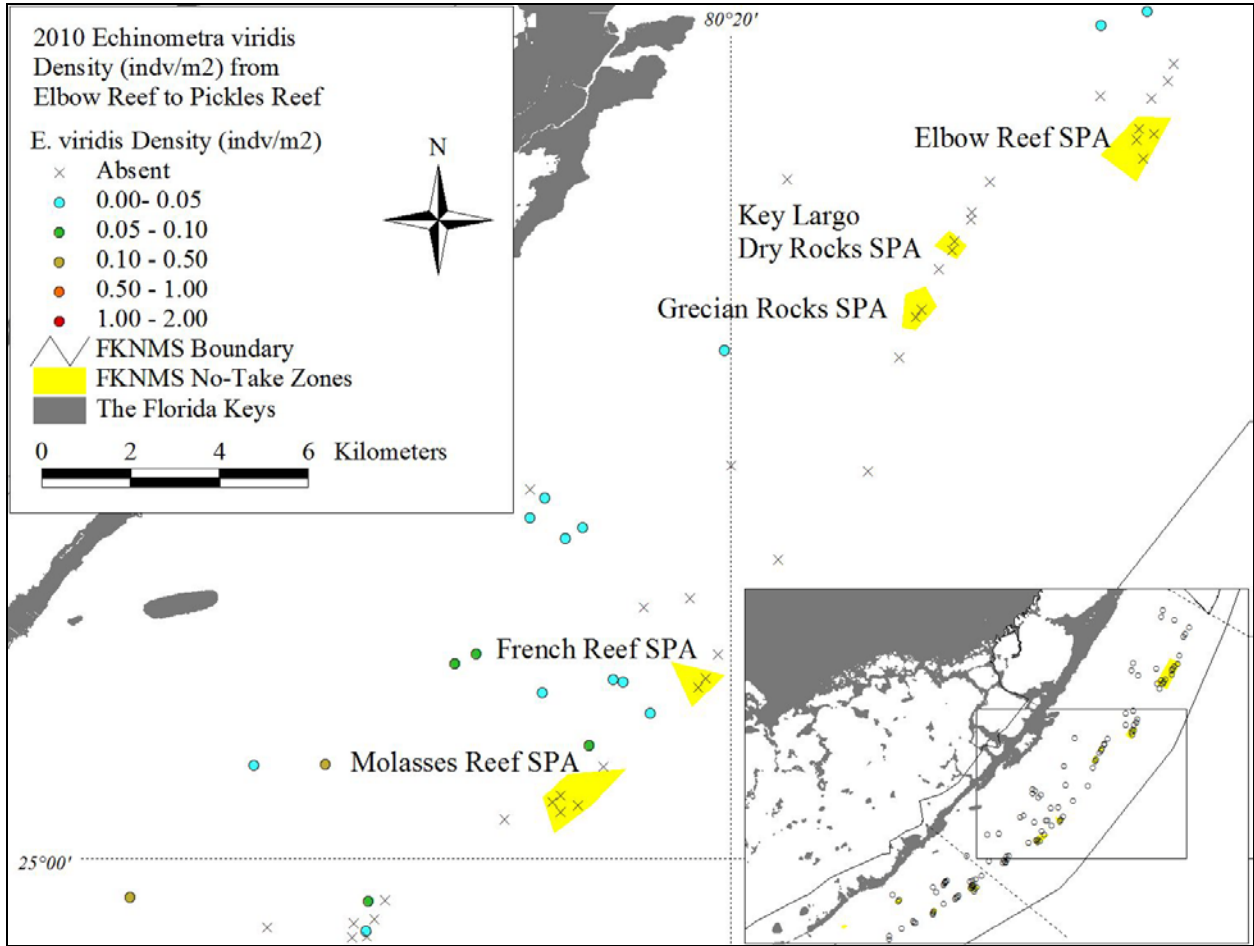 2010 Echinometra viridis
Density (indv/m2) from
Elbow Reef to Pickles Reef
E. viridis Density (indv/m2)
Absent
0.00- 0.05
0.05 - 0.10
0.10 - 0.50
0.50 - 1.00
1.00 - 2.00
FKNMS Boundary
FKNMS No-Take Zones
The Florida Keys
0 2 4 6 Kilometers
N
80°20'
Elbow Reef SPA
Key Largo
Dry Rocks SPA
Grecian Rocks SPA
French Reef SPA
Molasses Reef SPA
25°00'